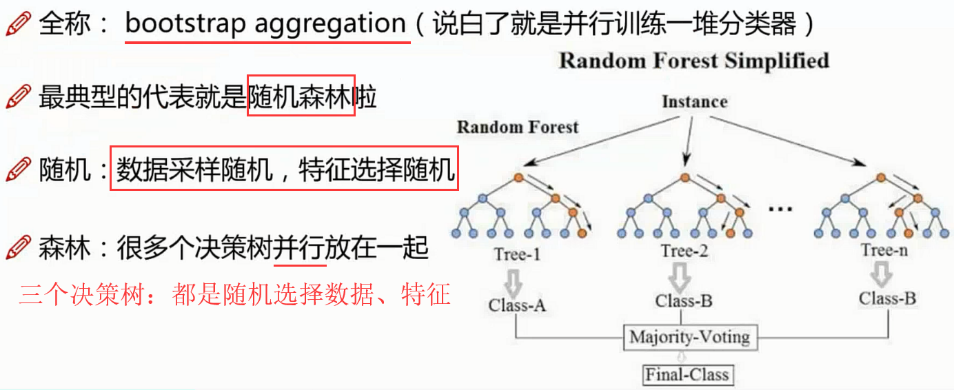 全称： bootstrap aggregation（说白了就是并行训练一堆分类器）
最典型的代表就是随机森林啦
随机：数据采样随机，特征选择随机
森林：很多个决策树并行放在一起
三个决策树：都是随机选择数据、特征
Random Forest Simplified
Instance
Random Forest
...
Tree-1 Tree-2 Tree-n
Class-A Class-B Class-B
Majority-Voting
Final-Class